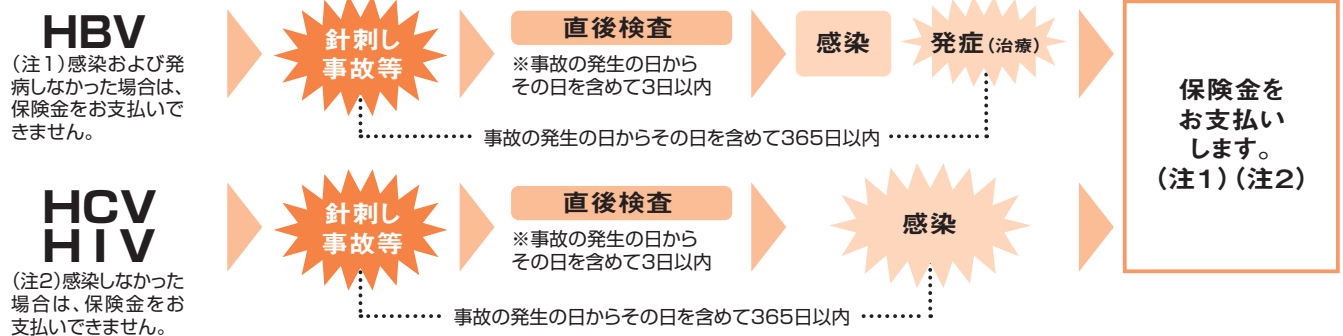 HBV
(注1)感染および発
病しなかった場合は、
保険金をお支払いで
きません。
針刺し
事故等
直後検査
※事故の発生の日から
その日を含めて3日以内
感染
発症(治療)
事故の発生の日からその日を含めて365日以内
HCV
HIV
(注2)感染しなかった
場合は、保険金をお
支払いできません。
針刺し
事故等
直後検査
※事故の発生の日から
その日を含めて3日以内
感染
事故の発生の日からその日を含めて365日以内
保険金を
お支払い
します。
(注1)(注2)